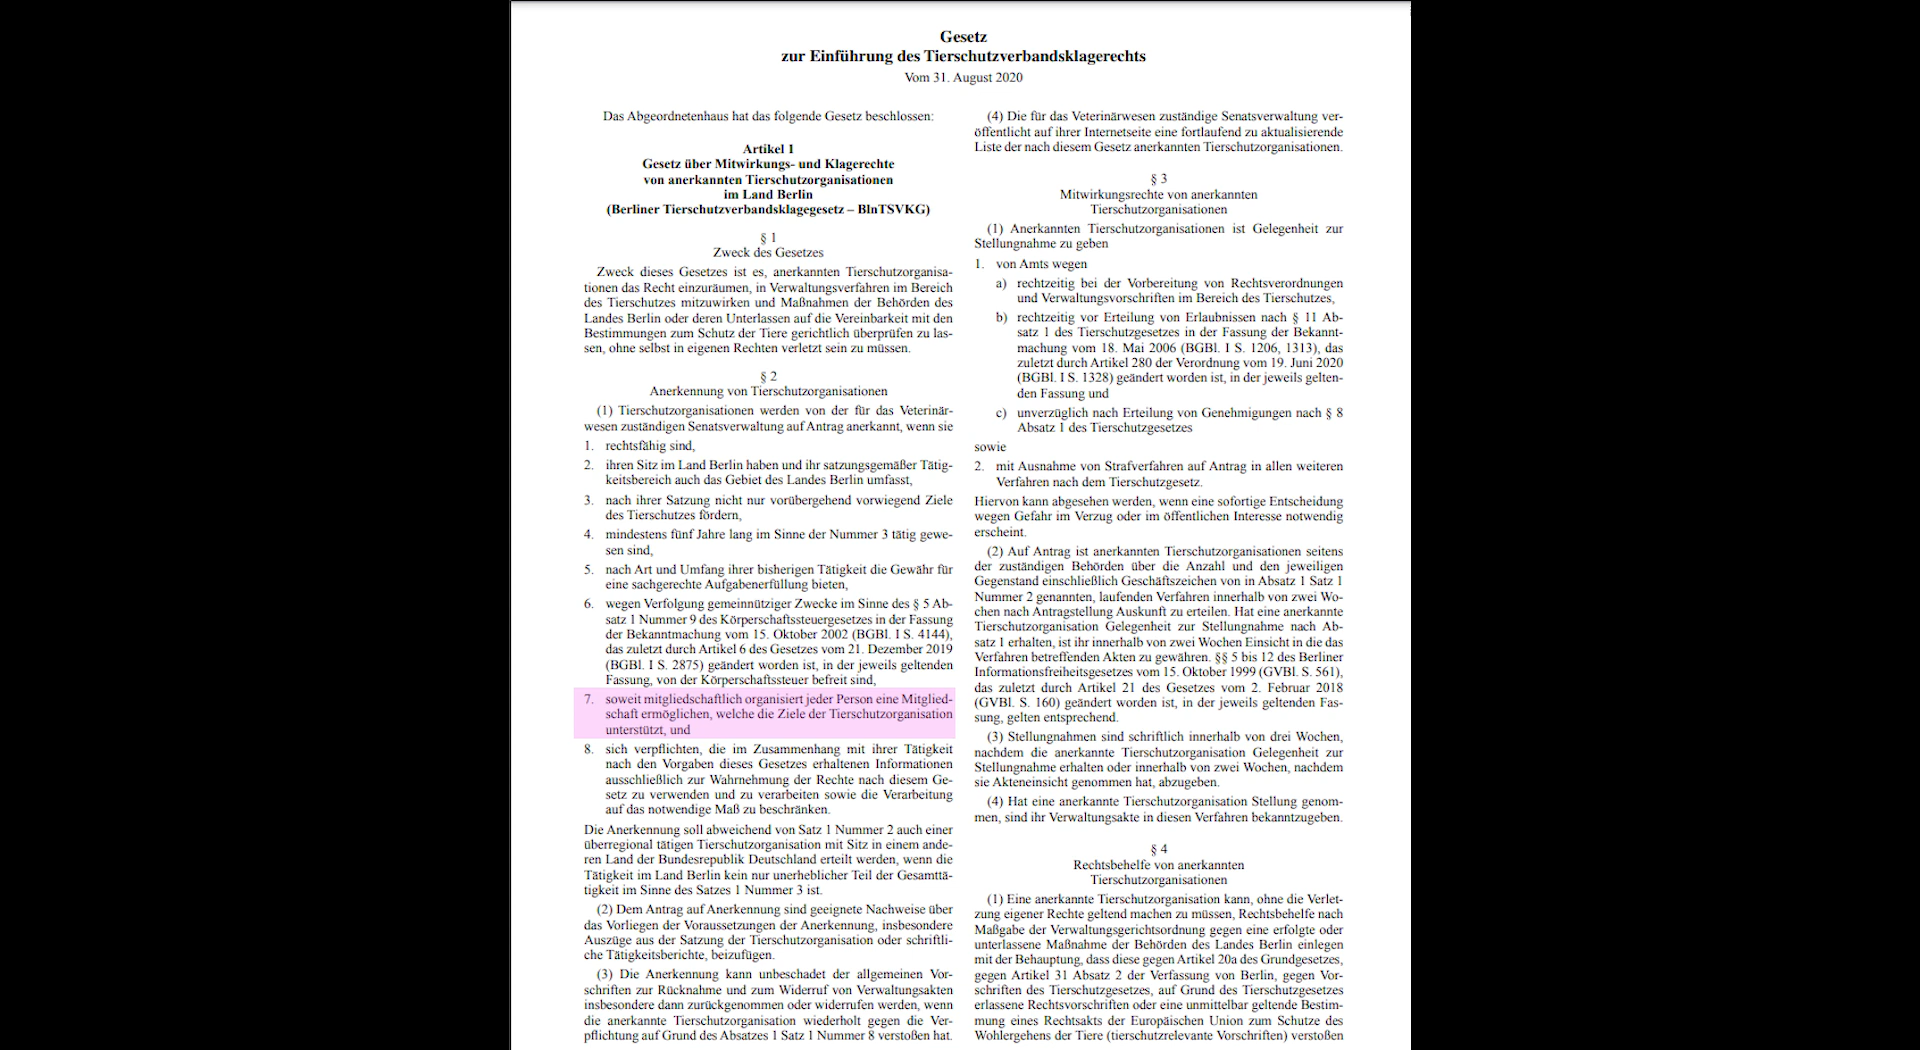 Gesetz
zur Einführung des Tierschutzverbandsklagerechts
Vom 31. August 2020
Das Abgeordnetenhaus hat das folgende Gesetz beschlossen:
Artikel 1
Gesetz über Mitwirkungs- und Klagerechte
von anerkannten Tierschutzorganisationen
im Land Berlin
(Berliner Tierschutzverbandsklagegesetz – BlnTSVKG)
§ 1
Zweck des Gesetzes
Zweck dieses Gesetzes ist es, anerkannten Tierschutzorganisa-
tionen das Recht einzuräumen, in Verwaltungsverfahren im Bereich
des Tierschutzes mitzuwirken und Maßnahmen der Behörden des
Landes Berlin oder deren Unterlassen auf die Vereinbarkeit mit den
Bestimmungen zum Schutz der Tiere gerichtlich überprüfen zu las-
sen, ohne selbst in eigenen Rechten verletzt sein zu müssen.
§ 2
Anerkennung von Tierschutzorganisationen
(1) Tierschutzorganisationen werden von der für das Veterinär-
wesen zuständigen Senatsverwaltung auf Antrag anerkannt, wenn sie
1. rechtsfähig sind,
2. ihren Sitz im Land Berlin haben und ihr satzungsgemäßer Tätig-
keitsbereich auch das Gebiet des Landes Berlin umfasst,
3. nach ihrer Satzung nicht nur vorübergehend vorwiegend Ziele
des Tierschutzes fördern,
4. mindestens fünf Jahre lang im Sinne der Nummer 3 tätig gewe-
sen sind,
5. nach Art und Umfang ihrer bisherigen Tätigkeit die Gewähr für
eine sachgerechte Aufgabenerfüllung bieten,
6. wegen Verfolgung gemeinnütziger Zwecke im Sinne des § 5 Ab-
satz 1 Nummer 9 des Körperschaftssteuergesetzes in der Fassung
der Bekanntmachung vom 15. Oktober 2002 (BGBl. I S. 4144),
das zuletzt durch Artikel 6 des Gesetzes vom 21. Dezember 2019
(BGBl. I S. 2875) geändert worden ist, in der jeweils geltenden
Fassung, von der Körperschaftssteuer befreit sind,
7. soweit mitgliedschaftlich organisiert jeder Person eine Mitglied-
schaft ermöglichen, welche die Ziele der Tierschutzorganisation
unterstützt, und
8. sich verpflichten, die im Zusammenhang mit ihrer Tätigkeit
nach den Vorgaben dieses Gesetzes erhaltenen Informationen
ausschließlich zur Wahrnehmung der Rechte nach diesem Ge-
setz zu verwenden und zu verarbeiten sowie die Verarbeitung
auf das notwendige Maß zu beschränken.
Die Anerkennung soll abweichend von Satz 1 Nummer 2 auch einer
überregional tätigen Tierschutzorganisation mit Sitz in einem ande-
ren Land der Bundesrepublik Deutschland erteilt werden, wenn die
Tätigkeit im Land Berlin kein nur unerheblicher Teil der Gesamttä-
tigkeit im Sinne des Satzes 1 Nummer 3 ist.
(2) Dem Antrag auf Anerkennung sind geeignete Nachweise über
das Vorliegen der Voraussetzungen der Anerkennung, insbesondere
Auszüge aus der Satzung der Tierschutzorganisation oder schriftli-
che Tätigkeitsberichte, beizufügen.
(3) Die Anerkennung kann unbeschadet der allgemeinen Vor-
schriften zur Rücknahme und zum Widerruf von Verwaltungsakten
insbesondere dann zurückgenommen oder widerrufen werden, wenn
die anerkannte Tierschutzorganisation wiederholt gegen die Ver-
pflichtung auf Grund des Absatzes 1 Satz 1 Nummer 8 verstoßen hat.
(4) Die für das Veterinärwesen zuständige Senatsverwaltung ver-
öffentlicht auf ihrer Internetseite eine fortlaufend zu aktualisierende
Liste der nach diesem Gesetz anerkannten Tierschutzorganisationen.
§ 3
Mitwirkungsrechte von anerkannten
Tierschutzorganisationen
(1) Anerkannten Tierschutzorganisationen ist Gelegenheit zur
Stellungnahme zu geben
1. von Amts wegen
a) rechtzeitig bei der Vorbereitung von Rechtsverordnungen
und Verwaltungsvorschriften im Bereich des Tierschutzes,
b) rechtzeitig vor Erteilung von Erlaubnissen nach § 11 Ab-
satz 1 des Tierschutzgesetzes in der Fassung der Bekannt-
machung vom 18. Mai 2006 (BGBl. I S. 1206, 1313), das
zuletzt durch Artikel 280 der Verordnung vom 19. Juni 2020
(BGBl. I S. 1328) geändert worden ist, in der jeweils gelten-
den Fassung und
c) unverzüglich nach Erteilung von Genehmigungen nach § 8
Absatz 1 des Tierschutzgesetzes
sowie
2. mit Ausnahme von Strafverfahren auf Antrag in allen weiteren
Verfahren nach dem Tierschutzgesetz.
Hiervon kann abgesehen werden, wenn eine sofortige Entscheidung
wegen Gefahr im Verzug oder im öffentlichen Interesse notwendig
erscheint.
(2) Auf Antrag ist anerkannten Tierschutzorganisationen seitens
der zuständigen Behörden über die Anzahl und den jeweiligen
Gegenstand einschließlich Geschäftszeichen von in Absatz 1 Satz 1
Nummer 2 genannten, laufenden Verfahren innerhalb von zwei Wo-
chen nach Antragstellung Auskunft zu erteilen. Hat eine anerkannte
Tierschutzorganisation Gelegenheit zur Stellungnahme nach Ab-
satz 1 erhalten, ist ihr innerhalb von zwei Wochen Einsicht in die das
Verfahren betreffenden Akten zu gewähren. §§ 5 bis 12 des Berliner
Informationsfreiheitsgesetzes vom 15. Oktober 1999 (GVBl. S. 561),
das zuletzt durch Artikel 21 des Gesetzes vom 2. Februar 2018
(GVBl. S. 160) geändert worden ist, in der jeweils geltenden Fas-
sung, gelten entsprechend.
(3) Stellungnahmen sind schriftlich innerhalb von drei Wochen,
nachdem die anerkannte Tierschutzorganisation Gelegenheit zur
Stellungnahme erhalten oder innerhalb von zwei Wochen, nachdem
sie Akteneinsicht genommen hat, abzugeben.
(4) Hat eine anerkannte Tierschutzorganisation Stellung genom-
men, sind ihr Verwaltungsakte in diesen Verfahren bekanntzugeben.
§ 4
Rechtsbehelfe von anerkannten
Tierschutzorganisationen
(1) Eine anerkannte Tierschutzorganisation kann, ohne die Verlet-
zung eigener Rechte geltend machen zu müssen, Rechtsbehelfe nach
Maßgabe der Verwaltungsgerichtsordnung gegen eine erfolgte oder
unterlassene Maßnahme der Behörden des Landes Berlin einlegen
mit der Behauptung, dass diese gegen Artikel 20a des Grundgesetzes,
gegen Artikel 31 Absatz 2 der Verfassung von Berlin, gegen Vor-
schriften des Tierschutzgesetzes, auf Grund des Tierschutzgesetzes
erlassene Rechtsvorschriften oder eine unmittelbar geltende Bestim-
mung eines Rechtsakts der Europäischen Union zum Schutze des
Wohlergehens der Tiere (tierschutzrelevante Vorschriften) verstoßen